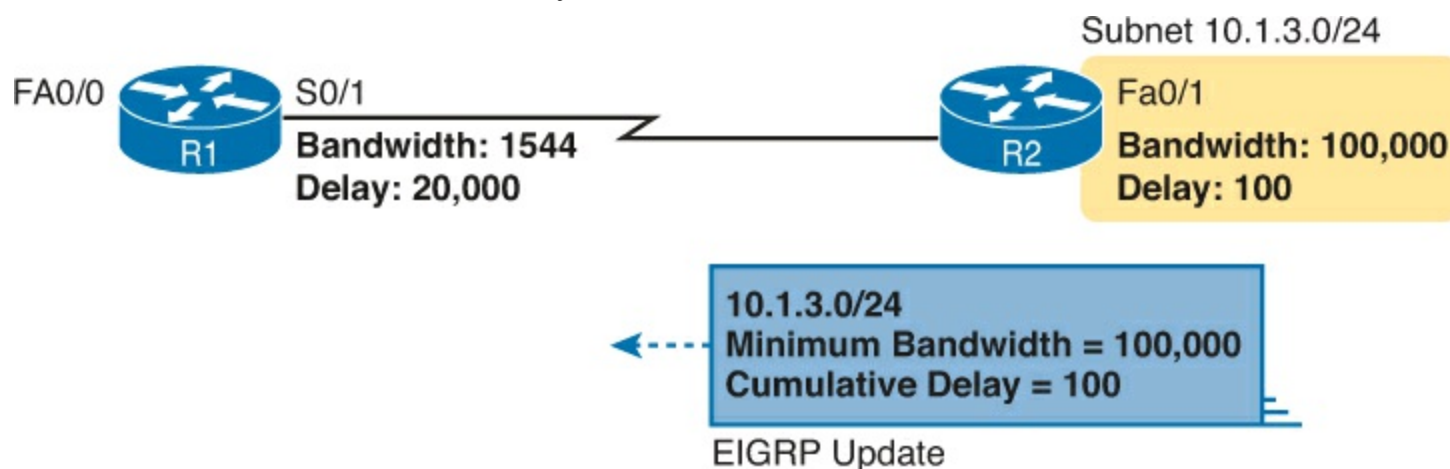 Subnet 10.1.3.0/24
FA0/0
R1
S0/1
Bandwidth: 1544
Delay: 20,000
R2
Fa0/1
Bandwidth: 100,000
Delay: 100
10.1.3.0/24
Minimum Bandwidth = 100,000
Cumulative Delay = 100
EIGRP Update